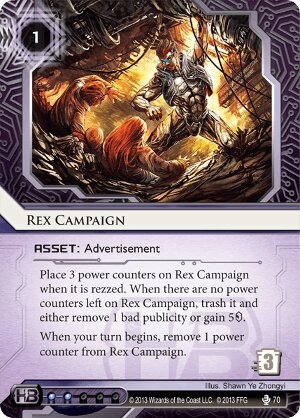 1
REX CAMPAIGN
ASSET: Advertisement
Place 3 power counters on Rex Campaign
when it is rezzed. When there are no power
counters left on Rex Campaign, trash it and
either remove 1 bad publicity or gain 5.
When your turn begins, remove 1 power
counter from Rex Campaign.
3
Illus. Shawn Ye Zhongyi
HB
© 2013 Wizards of the Coast LLC. © 2013 FFG
70